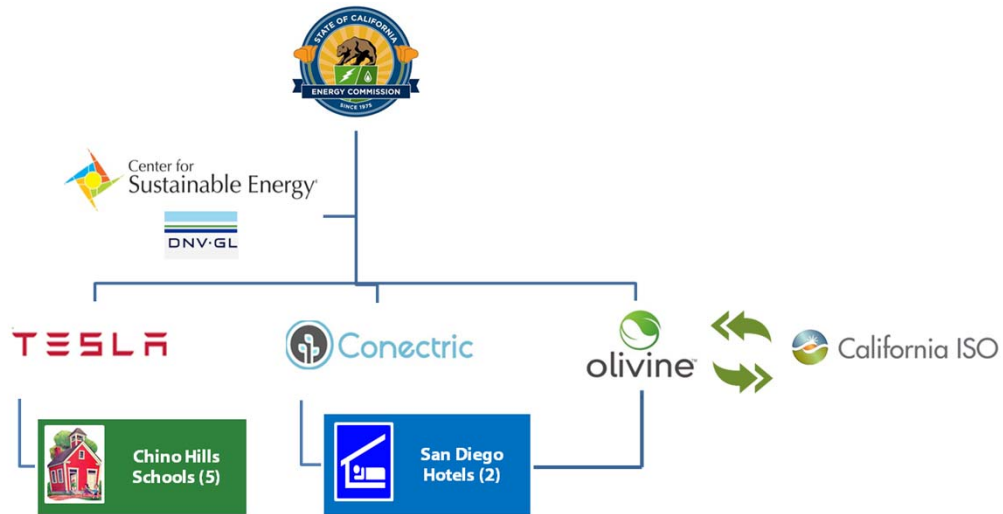 STATE OF CALIFORNIA
ENERGY COMMISSION
SINCE 1975
Center for
Sustainable Energy
DNV·GL
TESLA
Conectric
olivine™
California ISO
Chino Hills
Schools (5)
San Diego
Hotels (2)